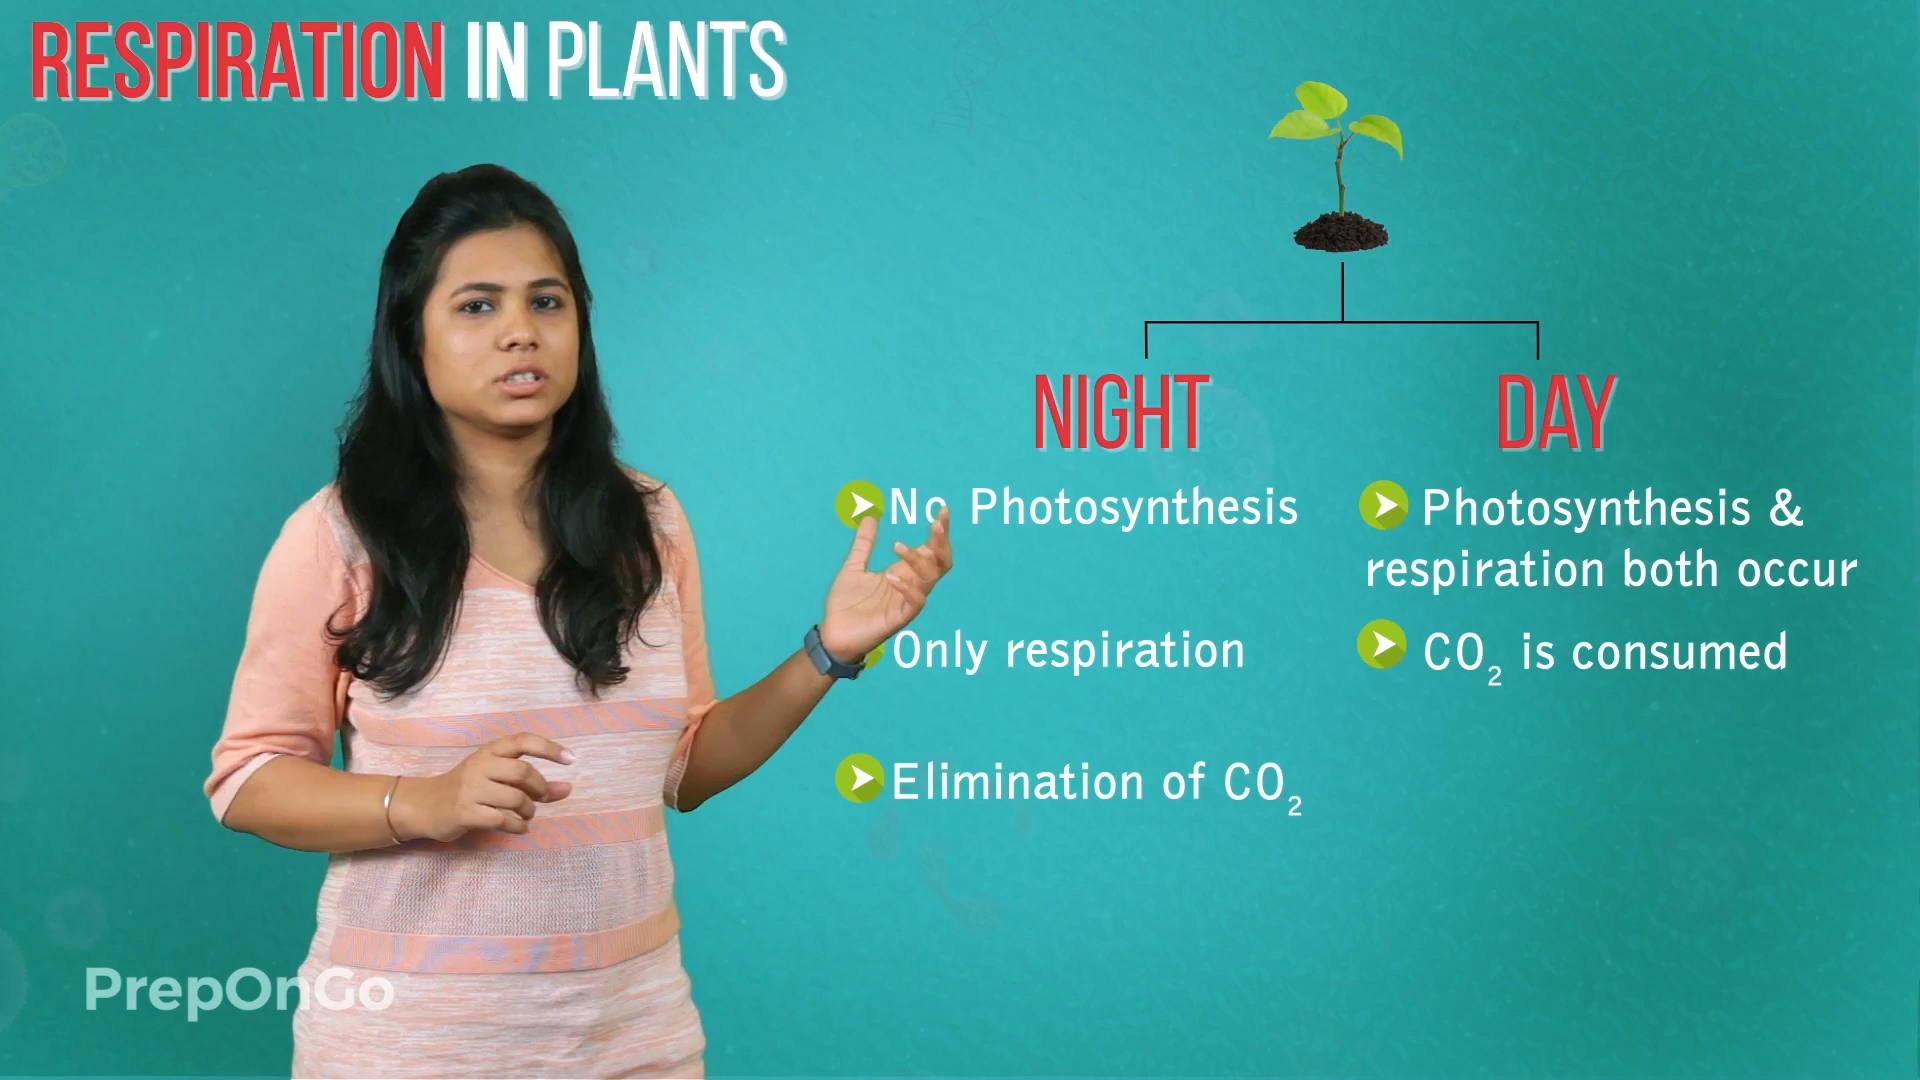 RESPIRATION IN PLANTS
NIGHT
No Photosynthesis
Only respiration
Elimination of CO₂
DAY
Photosynthesis &
respiration both occur
CO₂ is consumed
PrepOnGo